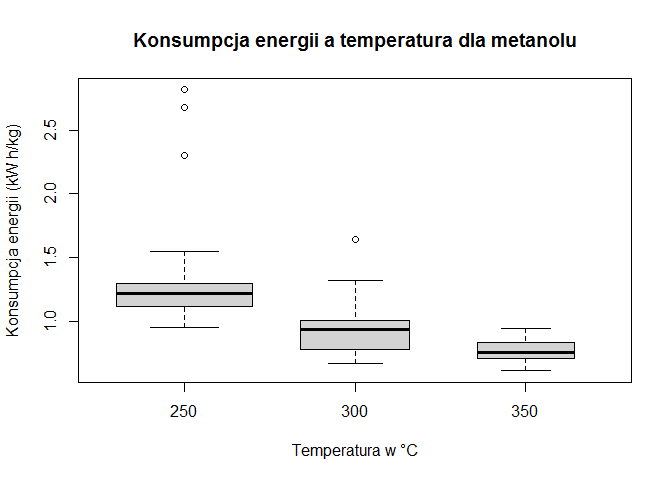 Konsumpcja energii a temperatura dla metanolu
Konsumpcja energii (kW h/kg)
2.5
2.0
1.5
1.0
250 300 350
Temperatura w °C